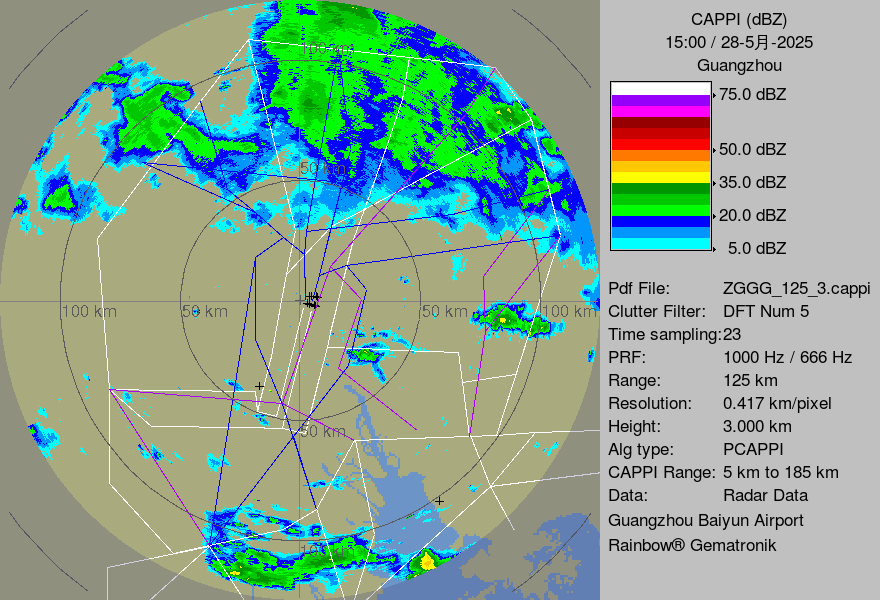 CAPPI (dBZ)
15:00 / 28-5月-2025
Guangzhou
75.0 dBZ
50.0 dBZ
35.0 dBZ
20.0 dBZ
5.0 dBZ
Pdf File: ZGGG_125_3.cappi
Clutter Filter: DFT Num 5
Time sampling:23
PRF: 1000 Hz / 666 Hz
Range: 125 km
Resolution: 0.417 km/pixel
Height: 3.000 km
Alg type: PCAPPI
CAPPI Range: 5 km to 185 km
Data: Radar Data
Guangzhou Baiyun Airport
Rainbow® Gematronik
100 km
50 km
100 km
50 km
50 km
100 km
50 km
100 km